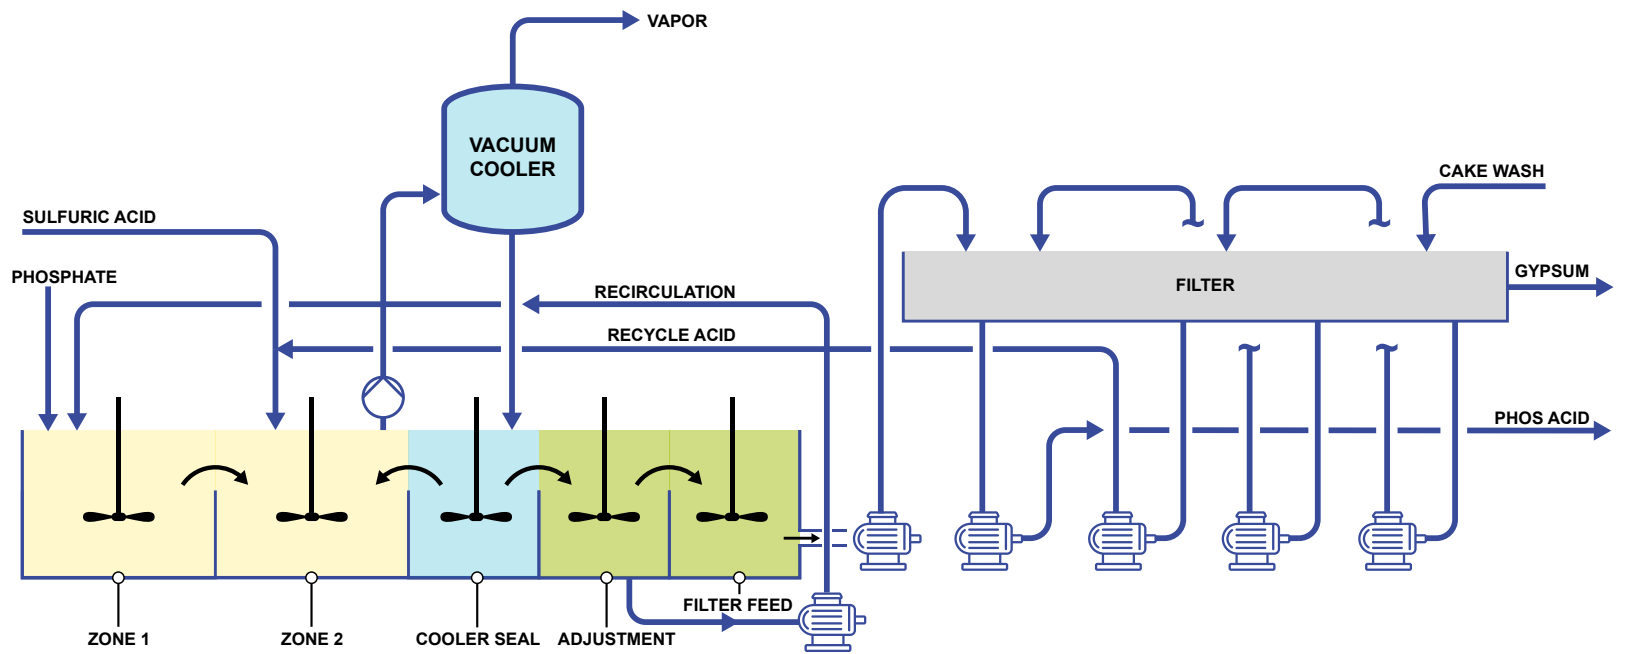 VAPOR
VACUUM
COOLER
CAKE WASH
SULFURIC ACID
PHOSPHATE
RECIRCULATION
GYPSUM
FILTER
RECYCLE ACID
PHOS ACID
FILTER FEED
ZONE 1
ZONE 2
COOLER SEAL
ADJUSTMENT